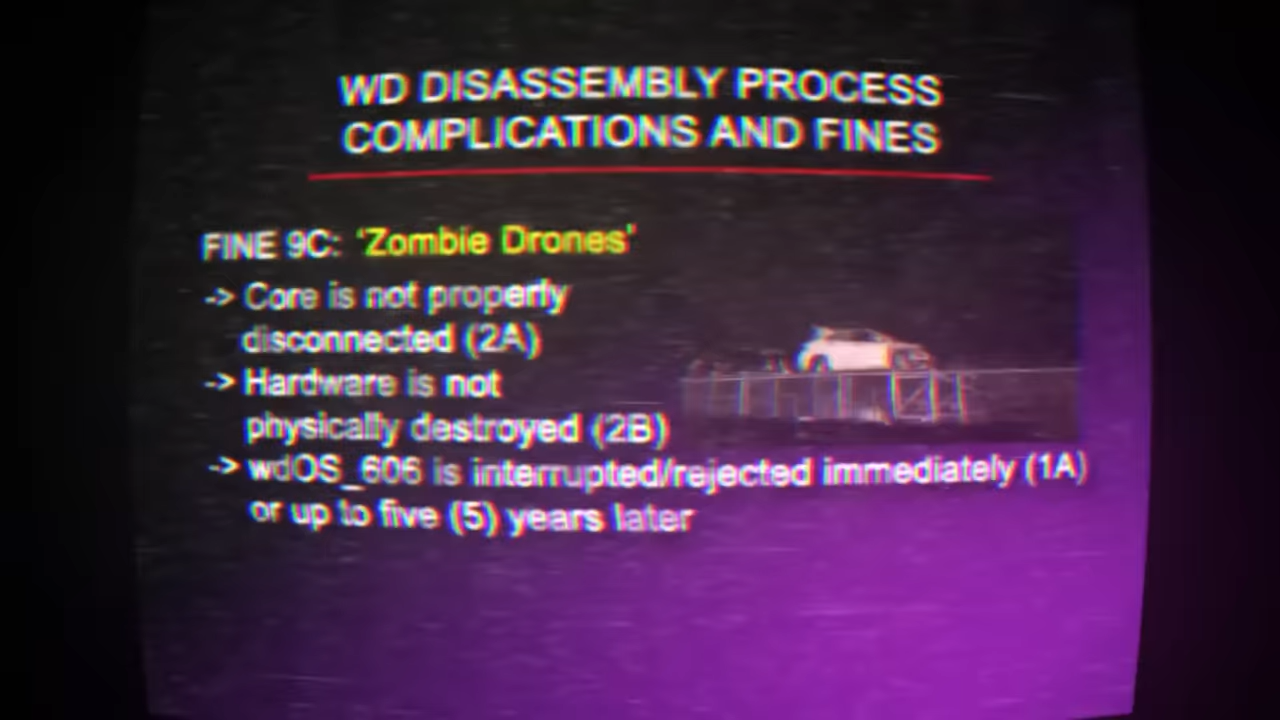 WD DISASSEMBLY PROCESS
COMPLICATIONS AND FINES
FINE 9C: ‘Zombie Drones’
-> Core is not properly
disconnected (2A)
-> Hardware is not
physically destroyed (2B)
-> wdOS_606 is interrupted/rejected immediately (1A)
or up to five (5) years later